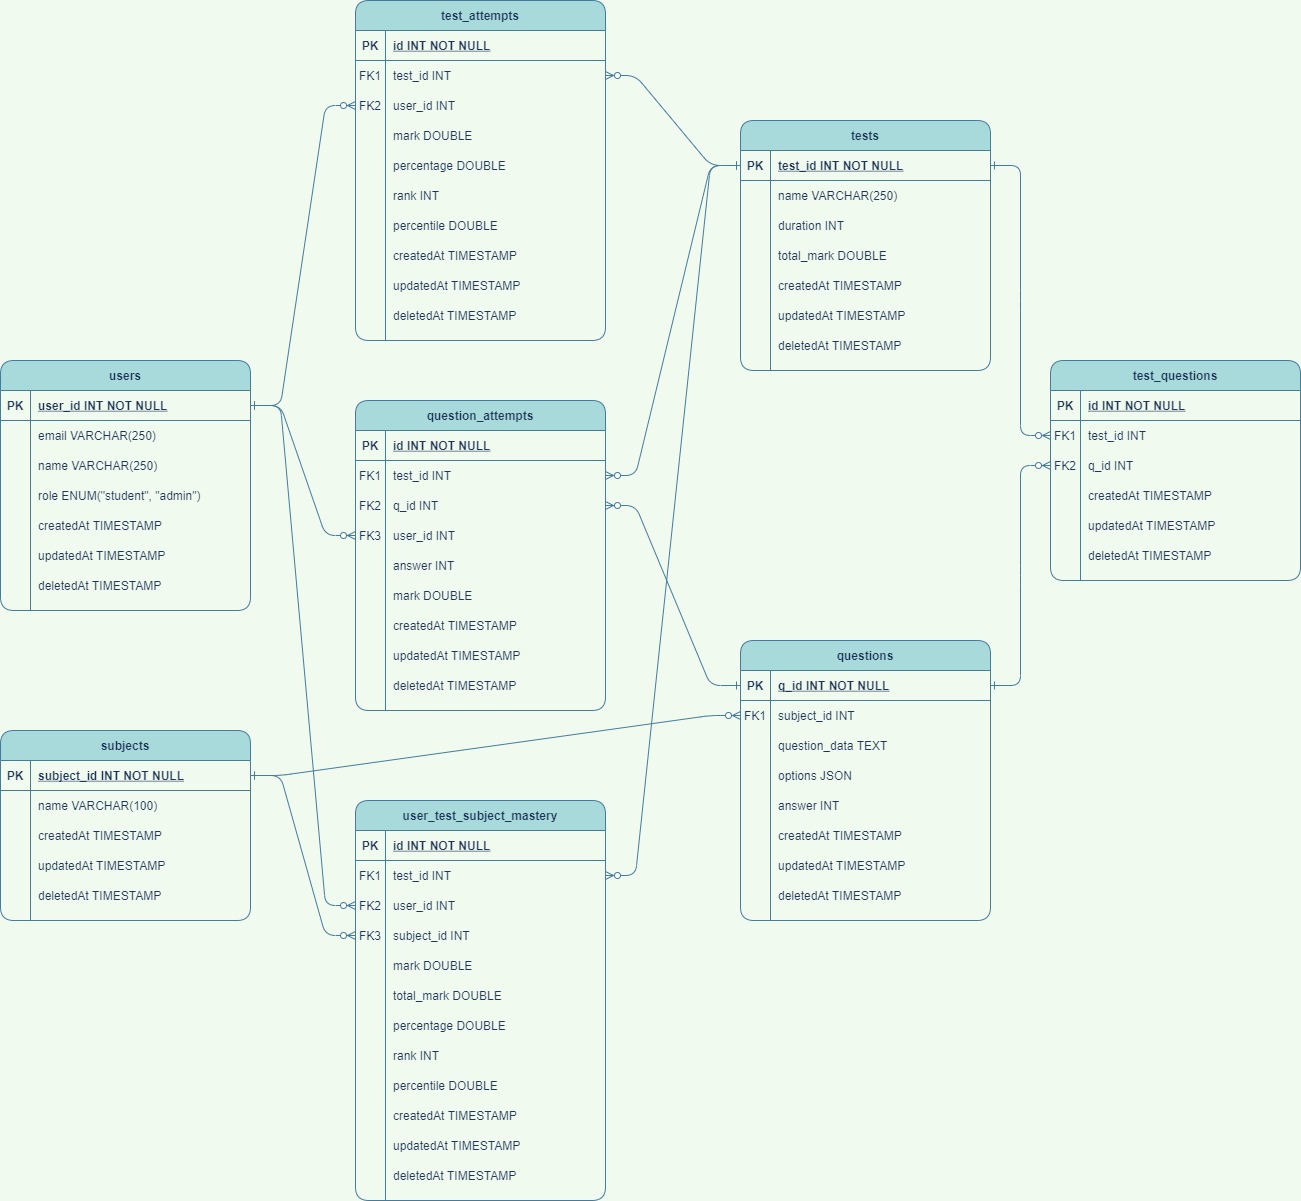 test_attempts
PK id INT NOT NULL
FK1 test_id INT
FK2 user_id INT
mark DOUBLE
percentage DOUBLE
rank INT
percentile DOUBLE
createdAt TIMESTAMP
updatedAt TIMESTAMP
deletedAt TIMESTAMP
tests
PK test_id INT NOT NULL
name VARCHAR(250)
duration INT
total_mark DOUBLE
createdAt TIMESTAMP
updatedAt TIMESTAMP
deletedAt TIMESTAMP
users
PK user_id INT NOT NULL
email VARCHAR(250)
name VARCHAR(250)
role ENUM("student", "admin")
createdAt TIMESTAMP
updatedAt TIMESTAMP
deletedAt TIMESTAMP
question_attempts
PK id INT NOT NULL
FK1 test_id INT
FK2 q_id INT
FK3 user_id INT
answer INT
mark DOUBLE
createdAt TIMESTAMP
updatedAt TIMESTAMP
deletedAt TIMESTAMP
test_questions
PK id INT NOT NULL
FK1 test_id INT
FK2 q_id INT
createdAt TIMESTAMP
updatedAt TIMESTAMP
deletedAt TIMESTAMP
questions
PK q_id INT NOT NULL
FK1 subject_id INT
question_data TEXT
options JSON
answer INT
createdAt TIMESTAMP
updatedAt TIMESTAMP
deletedAt TIMESTAMP
subjects
PK subject_id INT NOT NULL
name VARCHAR(100)
createdAt TIMESTAMP
updatedAt TIMESTAMP
deletedAt TIMESTAMP
user_test_subject_mastery
PK id INT NOT NULL
FK1 test_id INT
FK2 user_id INT
FK3 subject_id INT
mark DOUBLE
total_mark DOUBLE
percentage DOUBLE
rank INT
percentile DOUBLE
createdAt TIMESTAMP
updatedAt TIMESTAMP
deletedAt TIMESTAMP